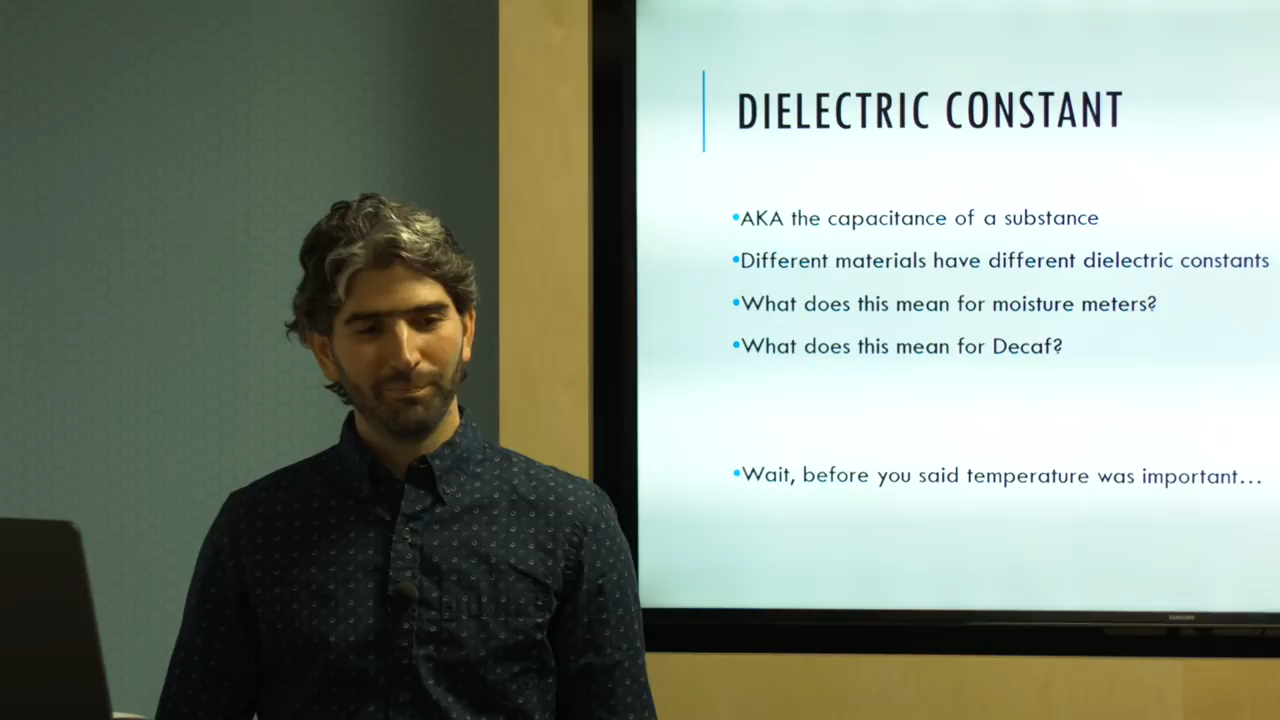 DIELECTRIC CONSTANT
•AKA the capacitance of a substance
•Different materials have different dielectric constants
•What does this mean for moisture meters?
•What does this mean for Decaf?
•Wait, before you said temperature was important...
SAMSUNG